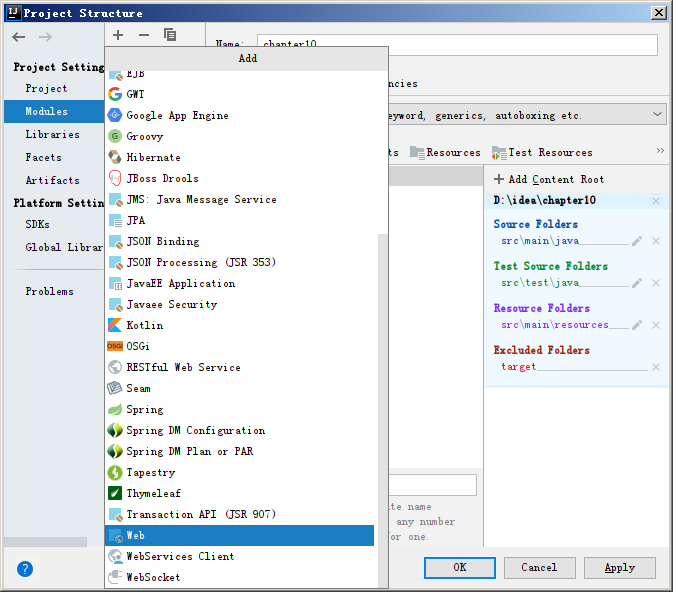 Project Structure
Project Setting
Project
Modules
Libraries
Facets
Artifacts
Platform Settin
SDKs
Global Librar
Problems
Name: chapter10
Add
EJB
GWT
Google App Engine
Groovy
Hibernate
JBoss Drools
JMS: Java Message Service
JPA
JSON Binding
JSON Processing (JSR 353)
JavaEE Application
Javaee Security
Kotlin
OSGi
RESTful Web Service
Seam
Spring
Spring DM Configuration
Spring DM Plan or PAR
Tapestry
Thymeleaf
Transaction API (JSR 907)
Web
WebServices Client
WebSocket
ncies
eyword, generics, autoboxing etc.
ts Resources Test Resources
Add Content Root
D:\idea\chapter10
Source Folders
src\main\java
Test Source Folders
src\test\java
Resource Folders
src\main\resources
Excluded Folders
target
te name
any number
for one.
OK Cancel Apply